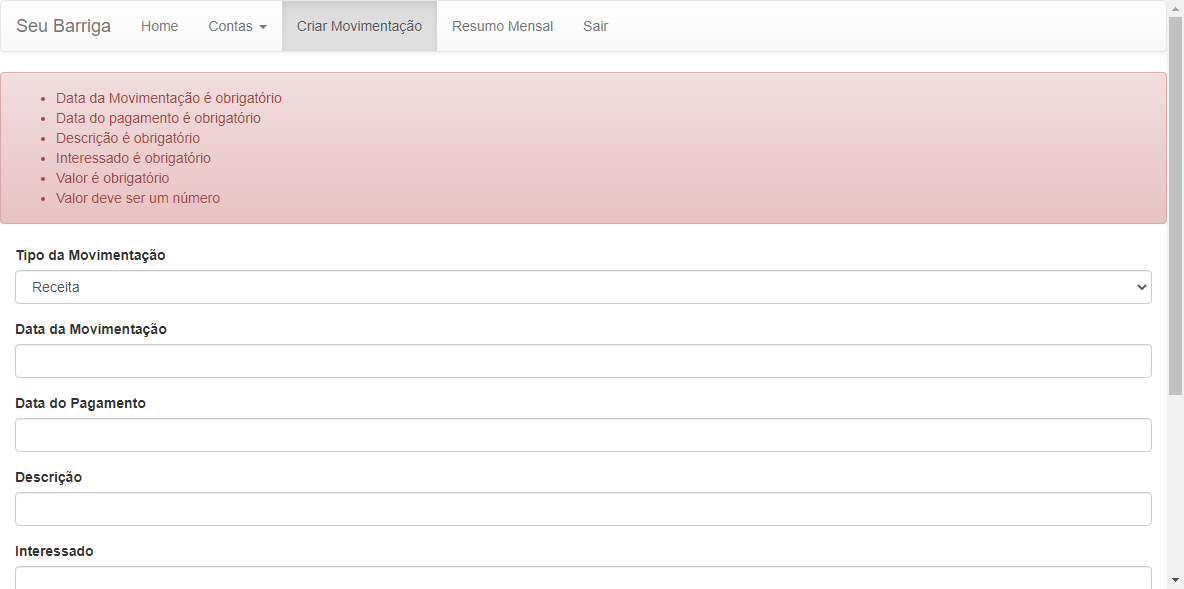 Seu Barriga Home Contas Criar Movimentação Resumo Mensal Sair
Data da Movimentação é obrigatório
Data do pagamento é obrigatório
Descrição é obrigatório
Interessado é obrigatório
Valor é obrigatório
Valor deve ser um número
Tipo da Movimentação
Receita
Data da Movimentação
Data do Pagamento
Descrição
Interessado